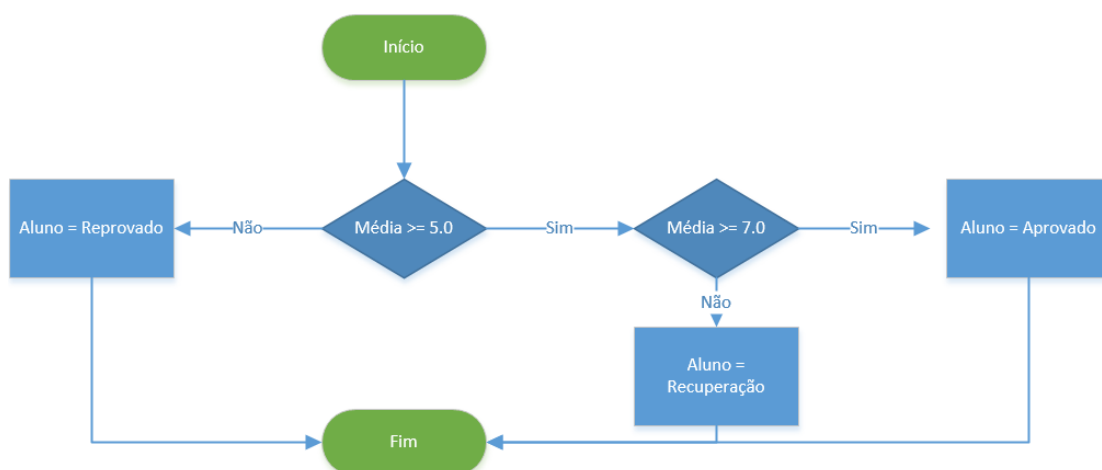 Início
Aluno = Reprovado
Não
Média >= 5.0
Sim
Média >= 7.0
Sim
Aluno = Aprovado
Não
Aluno =
Recuperação
Fim